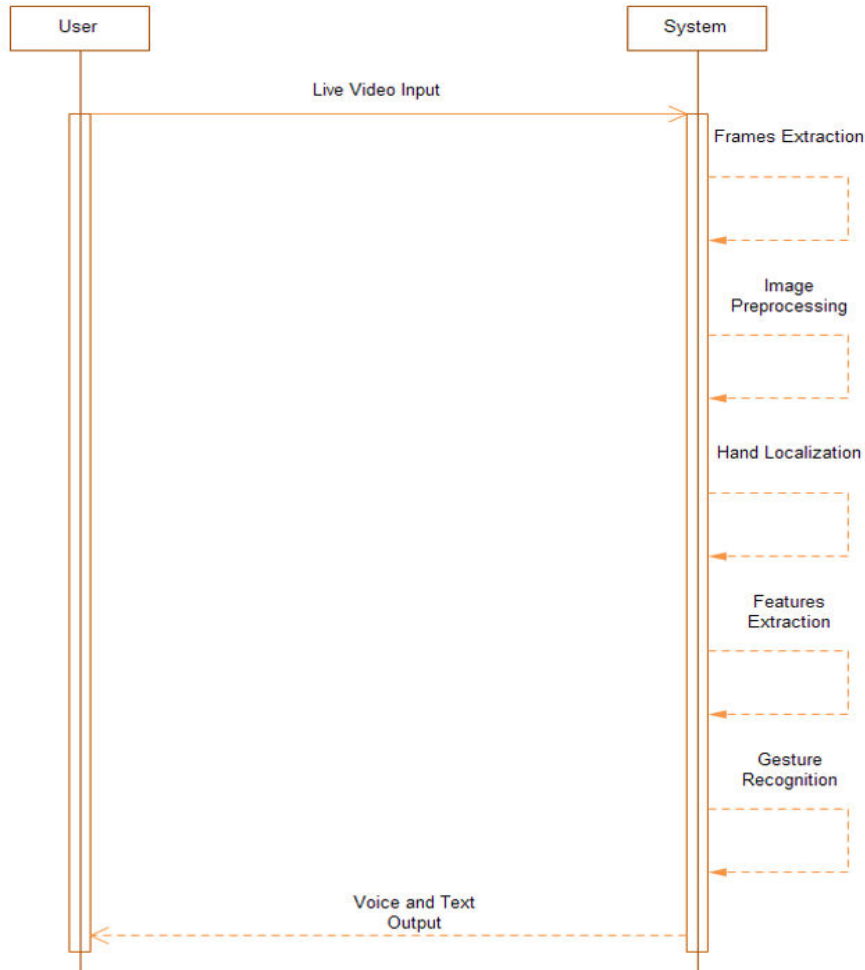 User
System
Live Video Input
Frames Extraction
Image
Preprocessing
Hand Localization
Features
Extraction
Gesture
Recognition
Voice and Text
Output